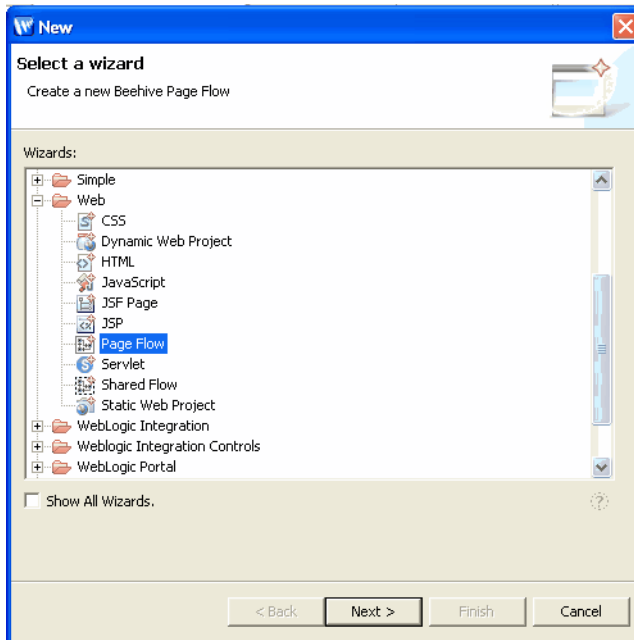 New
Select a wizard
Create a new Beehive Page Flow
Wizards:
Simple
Web
CSS
Dynamic Web Project
HTML
JavaScript
JSF Page
JSP
Page Flow
Servlet
Shared Flow
Static Web Project
WebLogic Integration
Weblogic Integration Controls
WebLogic Portal
Show All Wizards.
< Back Next > Finish Cancel